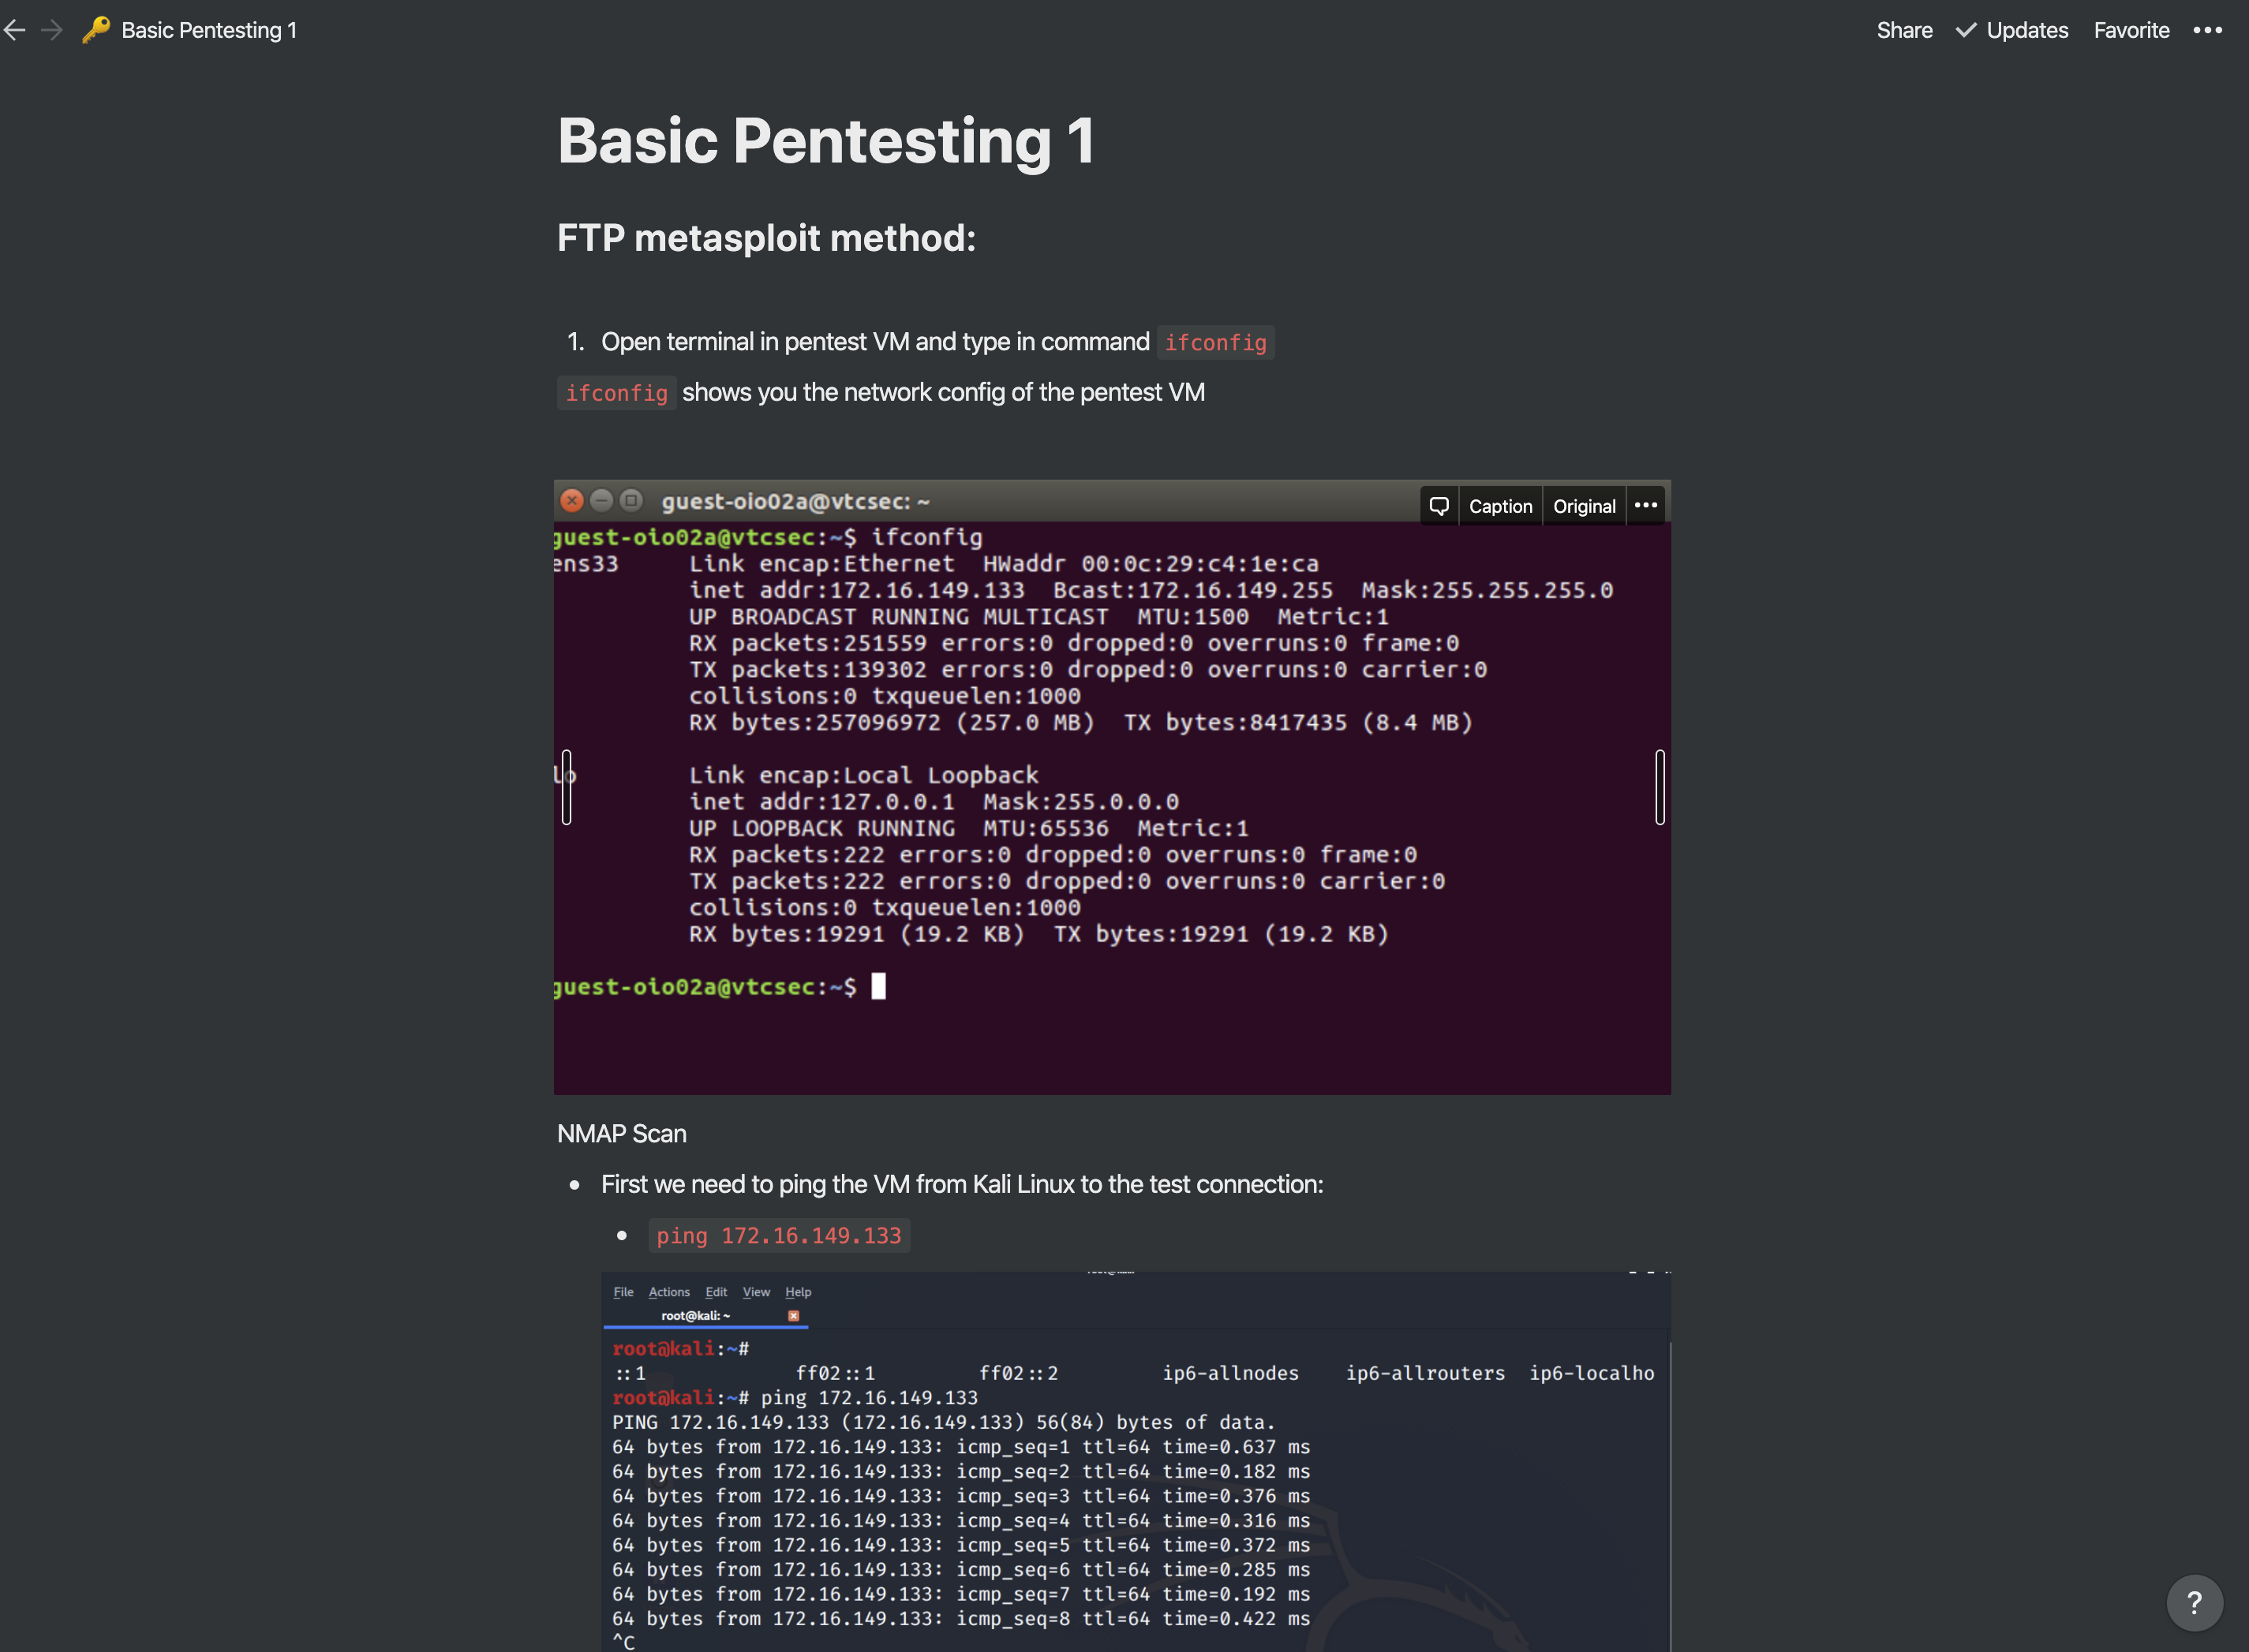 Basic Pentesting 1
Share Updates Favorite
Basic Pentesting 1
FTP metasploit method:
1. Open terminal in pentest VM and type in command ifconfig
ifconfig shows you the network config of the pentest VM
guest-oio02a@vtcsec: ~
Caption Original
guest-oio02a@vtcsec:~$ ifconfig
ens33 Link encap:Ethernet HWaddr 00:0c:29:c4:1e:ca
inet addr:172.16.149.133 Bcast:172.16.149.255 Mask:255.255.255.0
UP BROADCAST RUNNING MULTICAST MTU:1500 Metric:1
RX packets:251559 errors:0 dropped:0 overruns:0 frame:0
TX packets:139302 errors:0 dropped:0 overruns:0 carrier:0
collisions:0 txqueuelen:1000
RX bytes:257096972 (257.0 MB) TX bytes:8417435 (8.4 MB)
lo Link encap:Local Loopback
inet addr:127.0.0.1 Mask:255.0.0.0
UP LOOPBACK RUNNING MTU:65536 Metric:1
RX packets:222 errors:0 dropped:0 overruns:0 frame:0
TX packets:222 errors:0 dropped:0 overruns:0 carrier:0
collisions:0 txqueuelen:1000
RX bytes:19291 (19.2 KB) TX bytes:19291 (19.2 KB)
guest-oio02a@vtcsec:~$
NMAP Scan
• First we need to ping the VM from Kali Linux to the test connection:
• ping 172.16.149.133
File Actions Edit View Help
root@kali: ~
root@kali:~#
::1 ff02::1 ff02::2 ip6-allnodes ip6-allrouters ip6-localho
root@kali:~# ping 172.16.149.133
PING 172.16.149.133 (172.16.149.133) 56(84) bytes of data.
64 bytes from 172.16.149.133: icmp_seq=1 ttl=64 time=0.637 ms
64 bytes from 172.16.149.133: icmp_seq=2 ttl=64 time=0.182 ms
64 bytes from 172.16.149.133: icmp_seq=3 ttl=64 time=0.376 ms
64 bytes from 172.16.149.133: icmp_seq=4 ttl=64 time=0.316 ms
64 bytes from 172.16.149.133: icmp_seq=5 ttl=64 time=0.372 ms
64 bytes from 172.16.149.133: icmp_seq=6 ttl=64 time=0.285 ms
64 bytes from 172.16.149.133: icmp_seq=7 ttl=64 time=0.192 ms
64 bytes from 172.16.149.133: icmp_seq=8 ttl=64 time=0.422 ms
^C
?